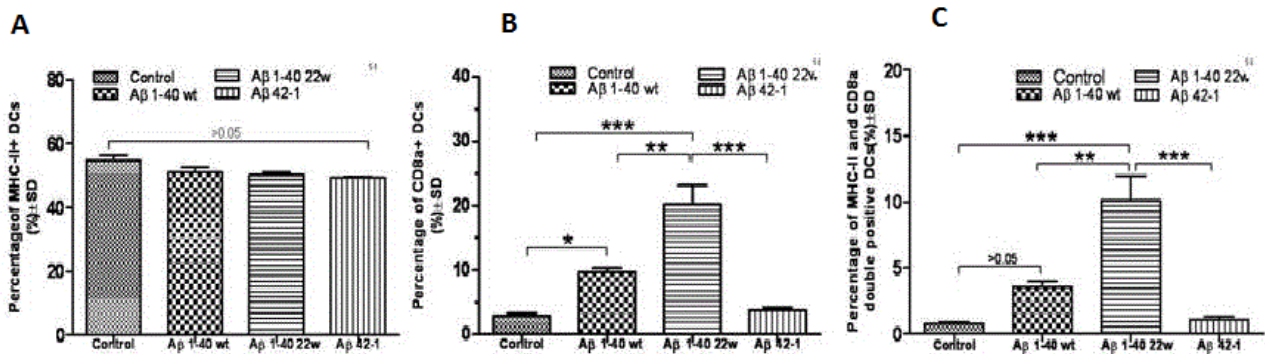 A
Percentageof MHC-II+ DCs
(%)±SD
80
60
40
20
0
Control
Aβ 1-40 wt
Aβ 1-40 22w
Aβ 42-1
>0.05
Control
Aβ 1-40 wt
Aβ 1-40 22w
Aβ 42-1
B
Percentage of CD8a+ DCs
(%)±SD
40
30
20
10
0
Control
Aβ 1-40 wt
Aβ 1-40 22w
Aβ 42-1
***
**
***
*
Control
Aβ 1-40 wt
Aβ 1-40 22w
Aβ 42-1
C
Percentage of MHC-II and CD8a
double positive DCs(%)±SD
20
15
10
5
0
Control
Aβ 1-40 wt
Aβ 1-40 22w
Aβ 42-1
***
**
***
>0.05
Control
Aβ 1-40 wt
Aβ 1-40 22w
Aβ 42-1